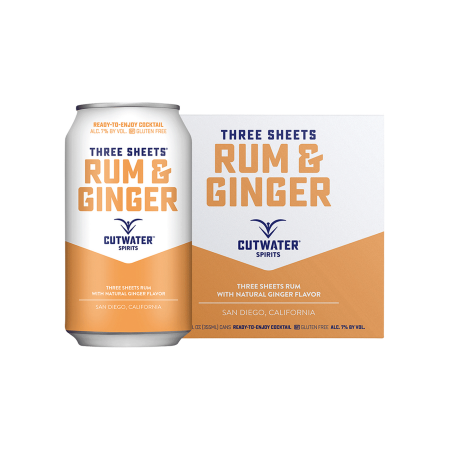 READY-TO-ENJOY COCKTAIL
ALC. 7% BY VOL. GLUTEN FREE
THREE SHEETS
RUM &
GINGER
CUTWATER
SPIRITS
THREE SHEETS RUM
WITH NATURAL GINGER FLAVOR
SAN DIEGO, CALIFORNIA
THREE SHEETS
RUM &
GINGER
CUTWATER
SPIRITS
THREE SHEETS RUM
WITH NATURAL GINGER FLAVOR
SAN DIEGO, CALIFORNIA
CANS READY-TO-ENJOY COCKTAIL GLUTEN FREE ALC. 7% BY VOL.